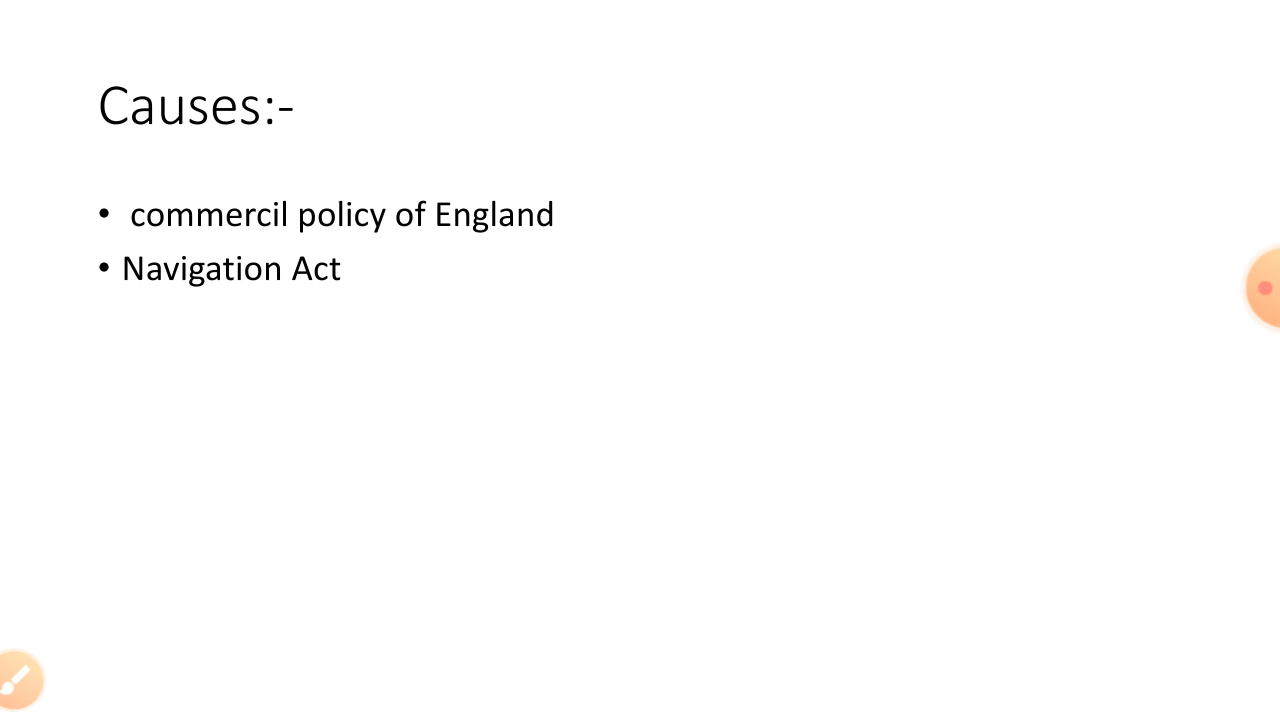 Causes:-
• commercil policy of England
• Navigation Act